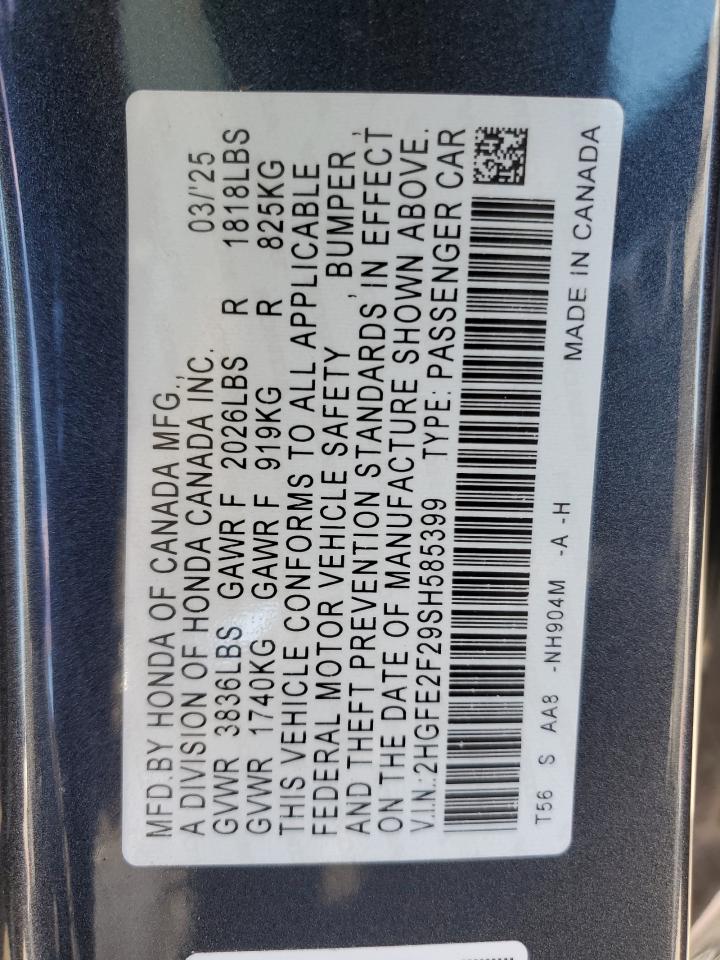 MFD.BY HONDA OF CANADA MFG.,
A DIVISION OF HONDA CANADA INC. 03/'25
GVWR 3836LBS GAWR F 2026LBS R 1818LBS
GVWR 1740KG GAWR F 919KG R 825KG
THIS VEHICLE CONFORMS TO ALL APPLICABLE
FEDERAL MOTOR VEHICLE SAFETY , BUMPER ,
AND THEFT PREVENTION STANDARDS IN EFFECT
ON THE DATE OF MANUFACTURE SHOWN ABOVE.
V.I.N.:2HGFE2F29SH585399 TYPE: PASSENGER CAR
T56 S AA8 -NH904M -A -H
MADE IN CANADA